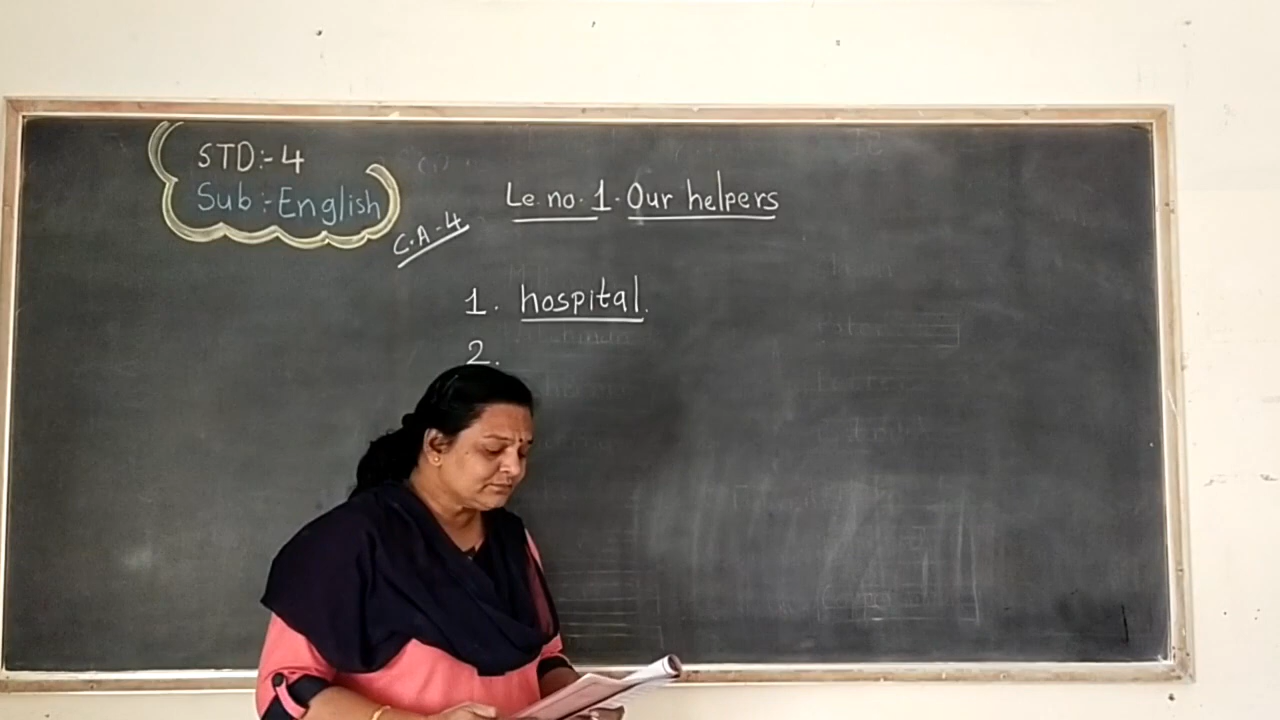 STD:- 4
Sub:- English
C.A-4
Le. no. 1. Our helpers
1. hospital.
2.